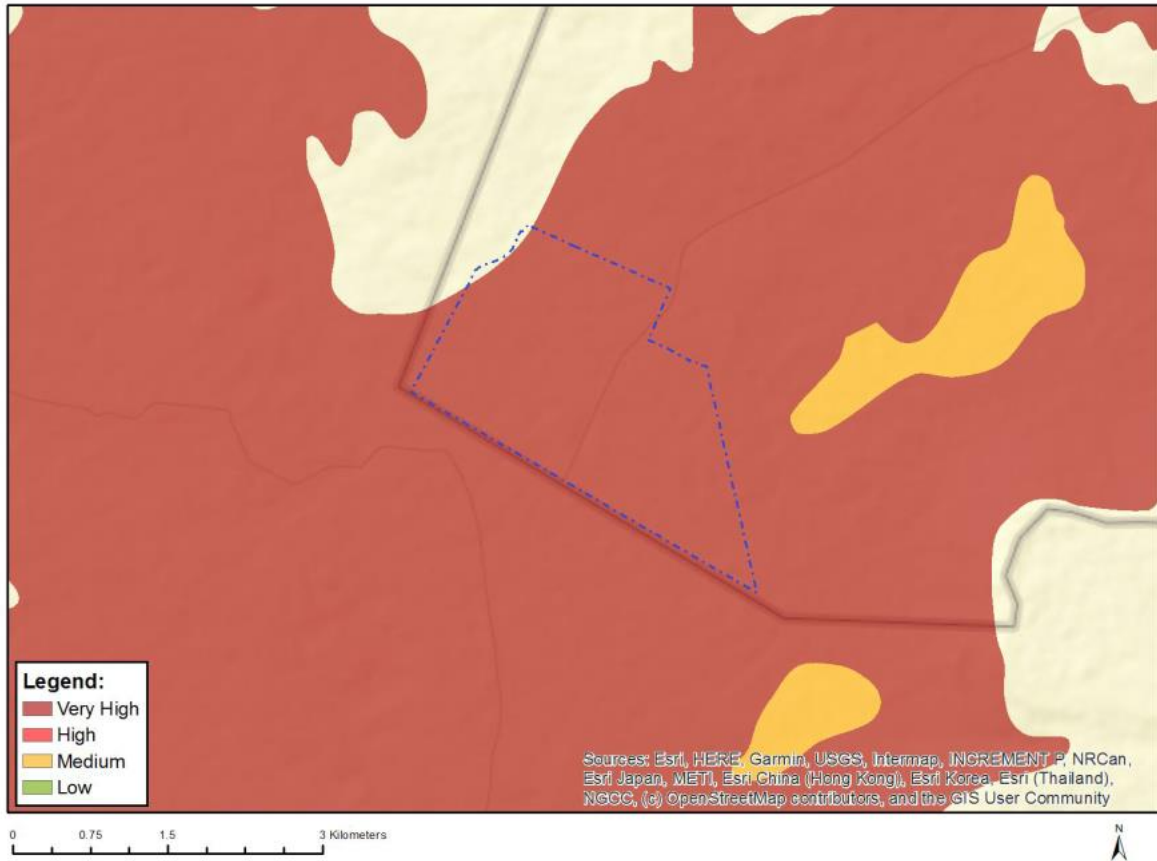 Legend:
Very High
High
Medium
Low
Sources: Esri, HERE, Garmin, USGS, Intermap, INCREMENT P, NRCan,
Esri Japan, METI, Esri China (Hong Kong), Esri Korea, Esri (Thailand),
NGCC, (c) OpenStreetMap contributors, and the GIS User Community
0 0.75 1.5 3 Kilometers
N